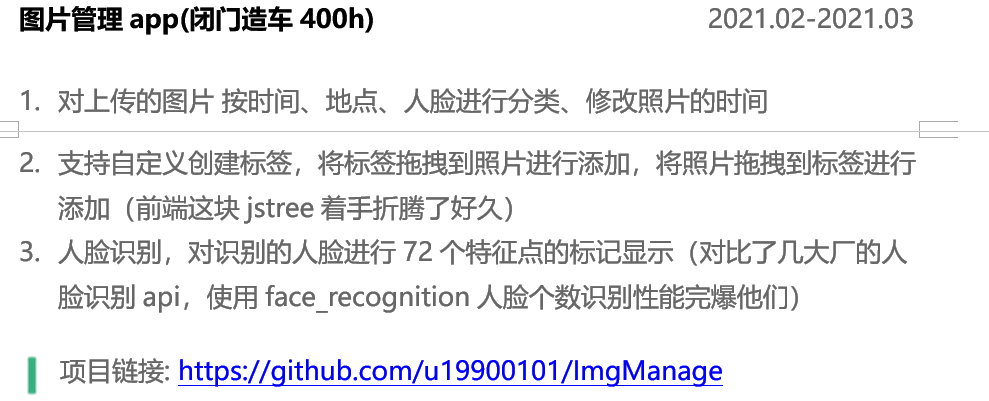 图片管理 app(闭门造车 400h) 2021.02-2021.03
1. 对上传的图片 按时间、地点、人脸进行分类、修改照片的时间
2. 支持自定义创建标签，将标签拖拽到照片进行添加，将照片拖拽到标签进行
添加（前端这块 jstree 着手折腾了好久）
3. 人脸识别，对识别的人脸进行 72 个特征点的标记显示（对比了几大厂的人
脸识别 api，使用 face_recognition 人脸个数识别性能完爆他们）
项目链接: https://github.com/u19900101/ImgManage